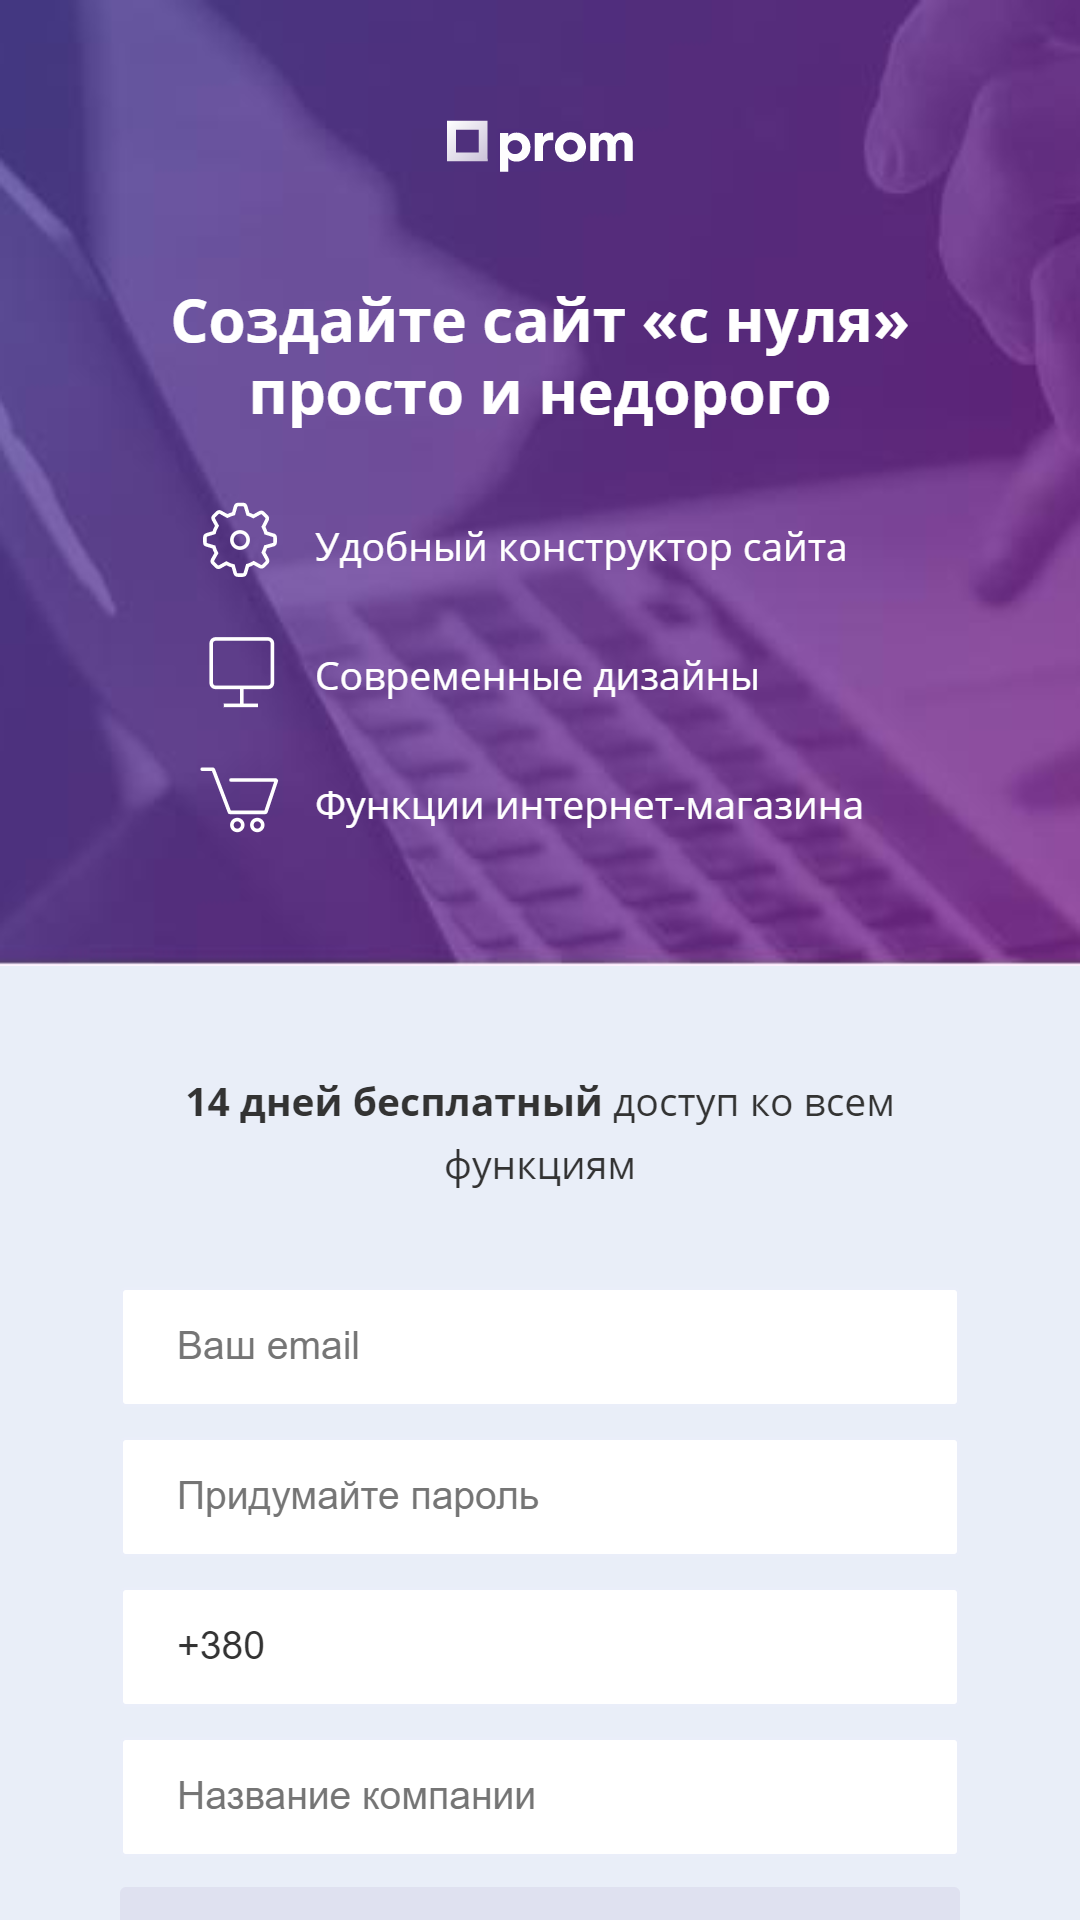 prom
Создайте сайт «с нуля»
просто и недорого
Удобный конструктор сайта
Современные дизайны
Функции интернет-магазина
14 дней бесплатный доступ ко всем
функциям
Ваш email
Придумайте пароль
+380
Название компании